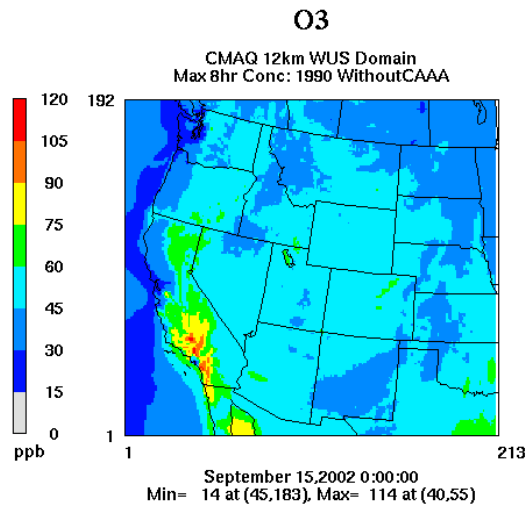 O3
CMAQ 12km WUS Domain
Max 8hr Conc: 1990 WithoutCAAA
120
105
90
75
60
45
30
15
0
ppb
192
1
1
213
September 15,2002 0:00:00
Min= 14 at (45,183), Max= 114 at (40,55)